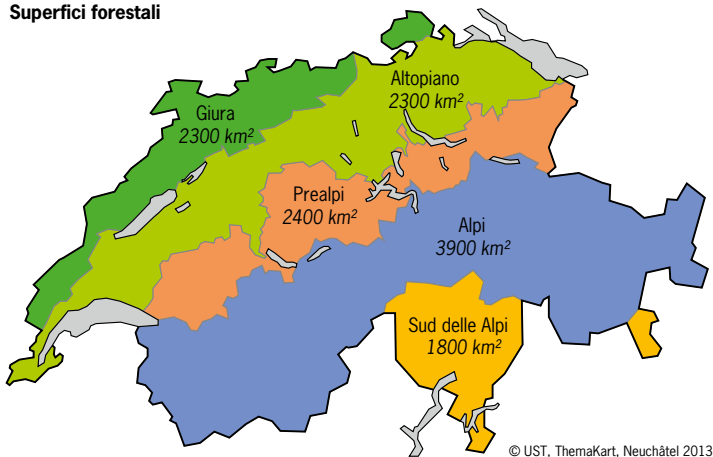 Superfici forestali
Altopiano
2300 km²
Giura
2300 km²
Prealpi
2400 km²
Alpi
3900 km²
Sud delle Alpi
1800 km²
© UST, ThemaKart, Neuchâtel 2013